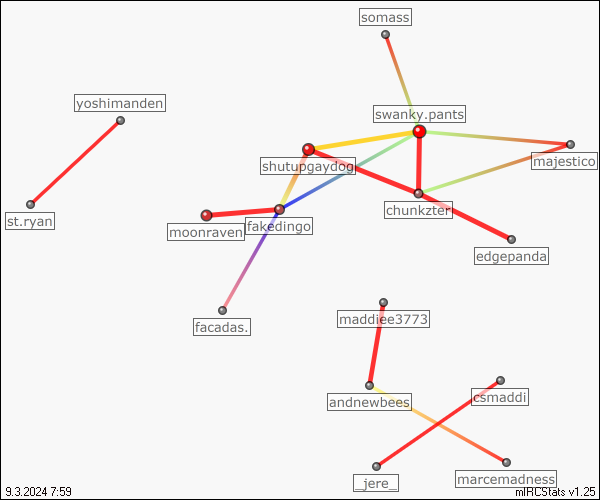 somass
yoshimanden
swanky.pants
shutupgaydog
majestico
chunkzter
st.ryan
moonraven
fakedingo
edgepanda
facadas.
maddiee3773
andnewbees
csmaddi
_jere_
marcemadness
9.3.2024 7:59
mIRCStats v1.25